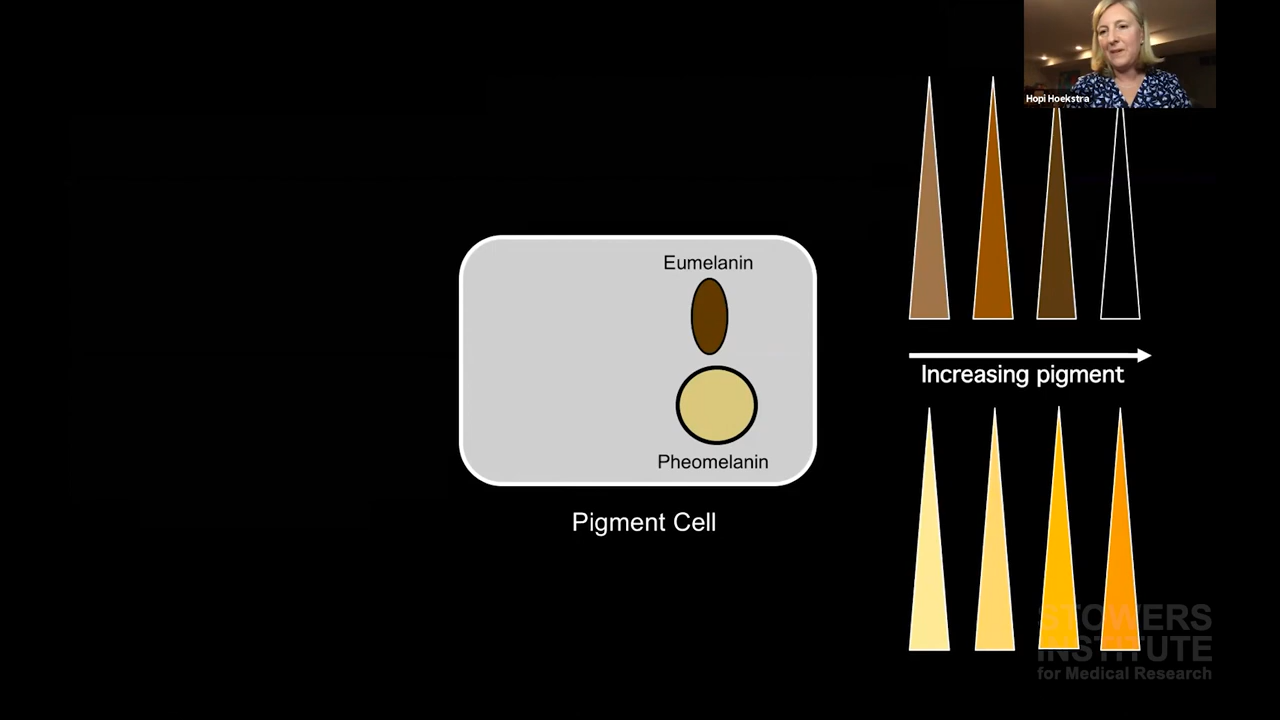 Hopi Hoekstra
Eumelanin
Increasing pigment
Pheomelanin
Pigment Cell
STOWERS
INSTITUTE
for Medical Research